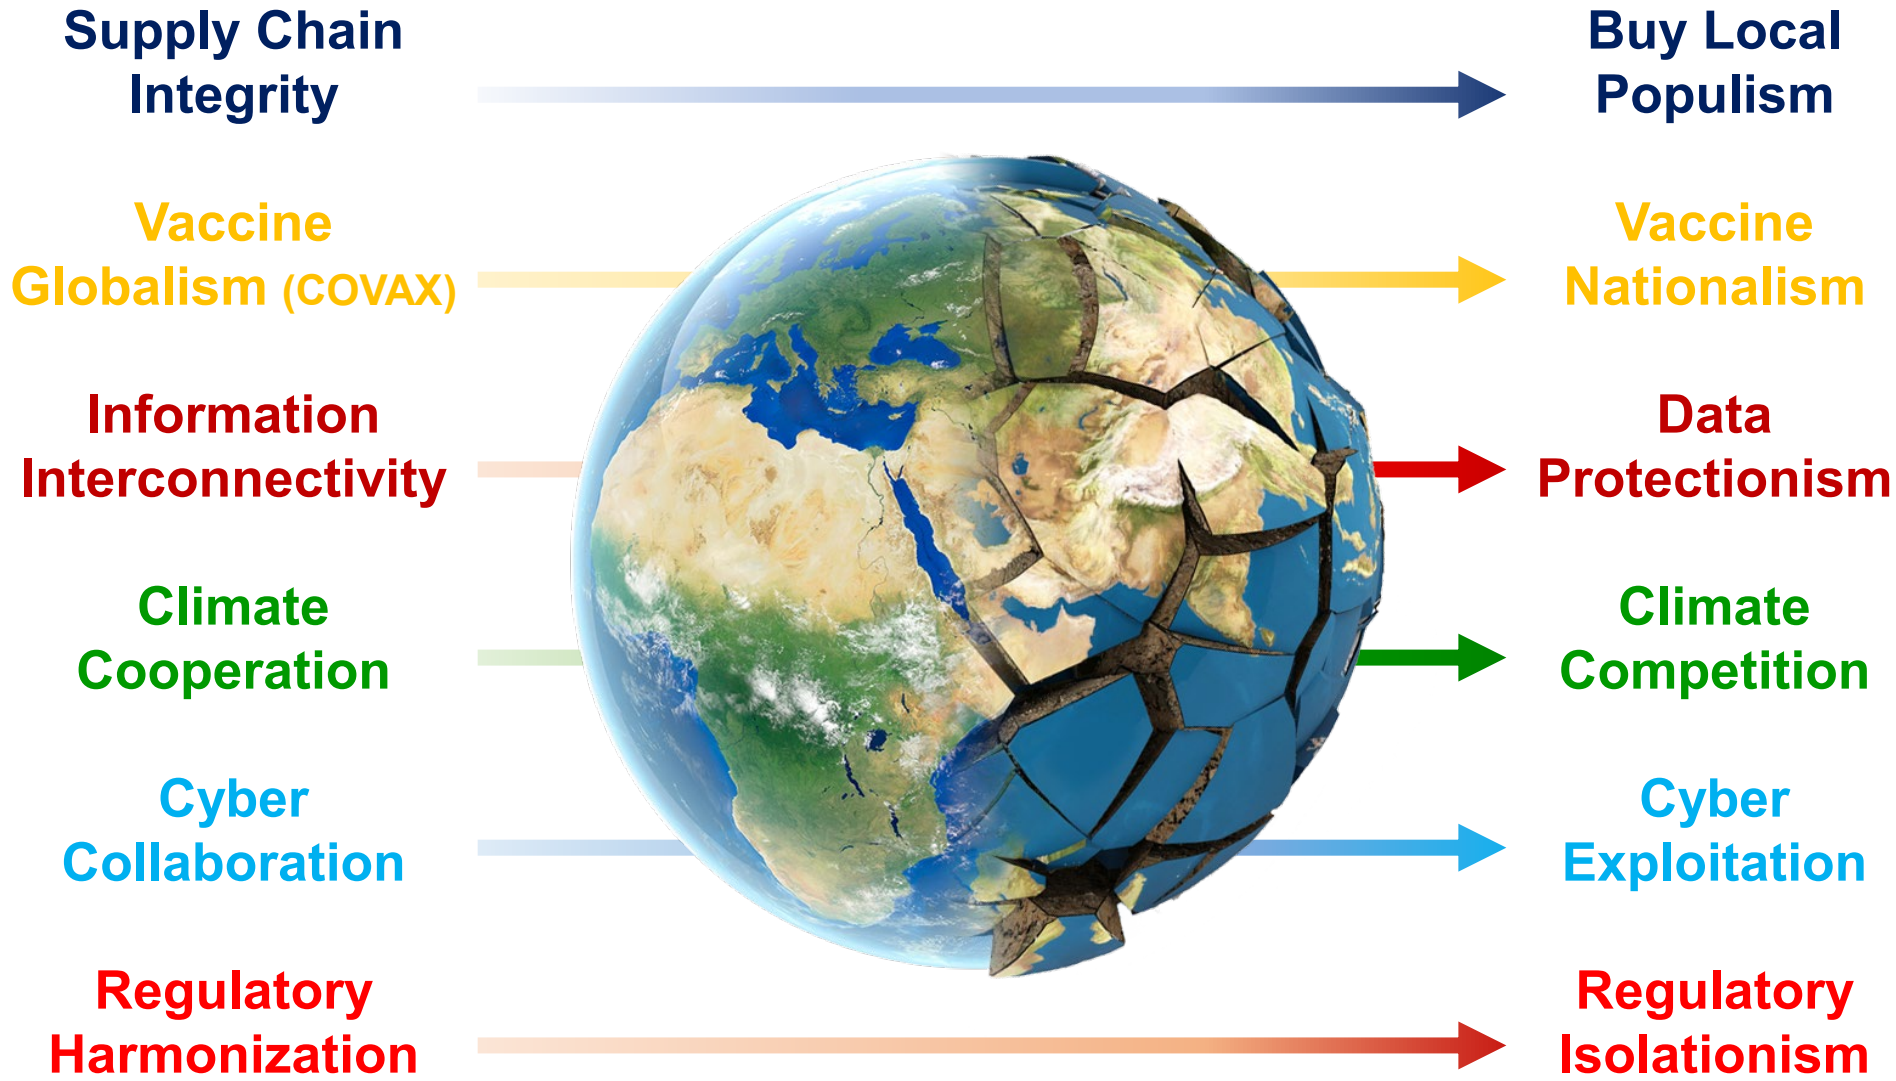 Supply Chain
Integrity
Buy Local
Populism
Vaccine
Globalism (COVAX)
Vaccine
Nationalism
Information
Interconnectivity
Data
Protectionism
Climate
Cooperation
Climate
Competition
Cyber
Collaboration
Cyber
Exploitation
Regulatory
Harmonization
Regulatory
Isolationism